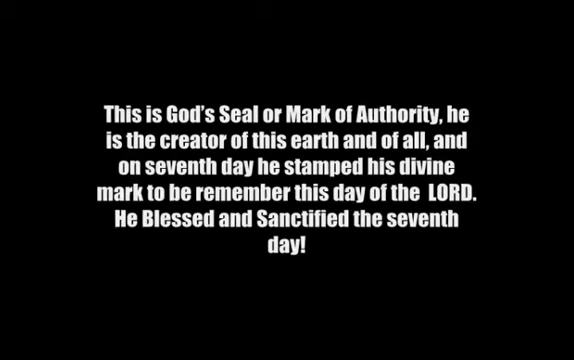 This is God's Seal or Mark of Authority, he
is the creator of this earth and of all, and
on seventh day he stamped his divine
mark to be remember this day of the  LORD.
He Blessed and Sanctified the seventh
day!